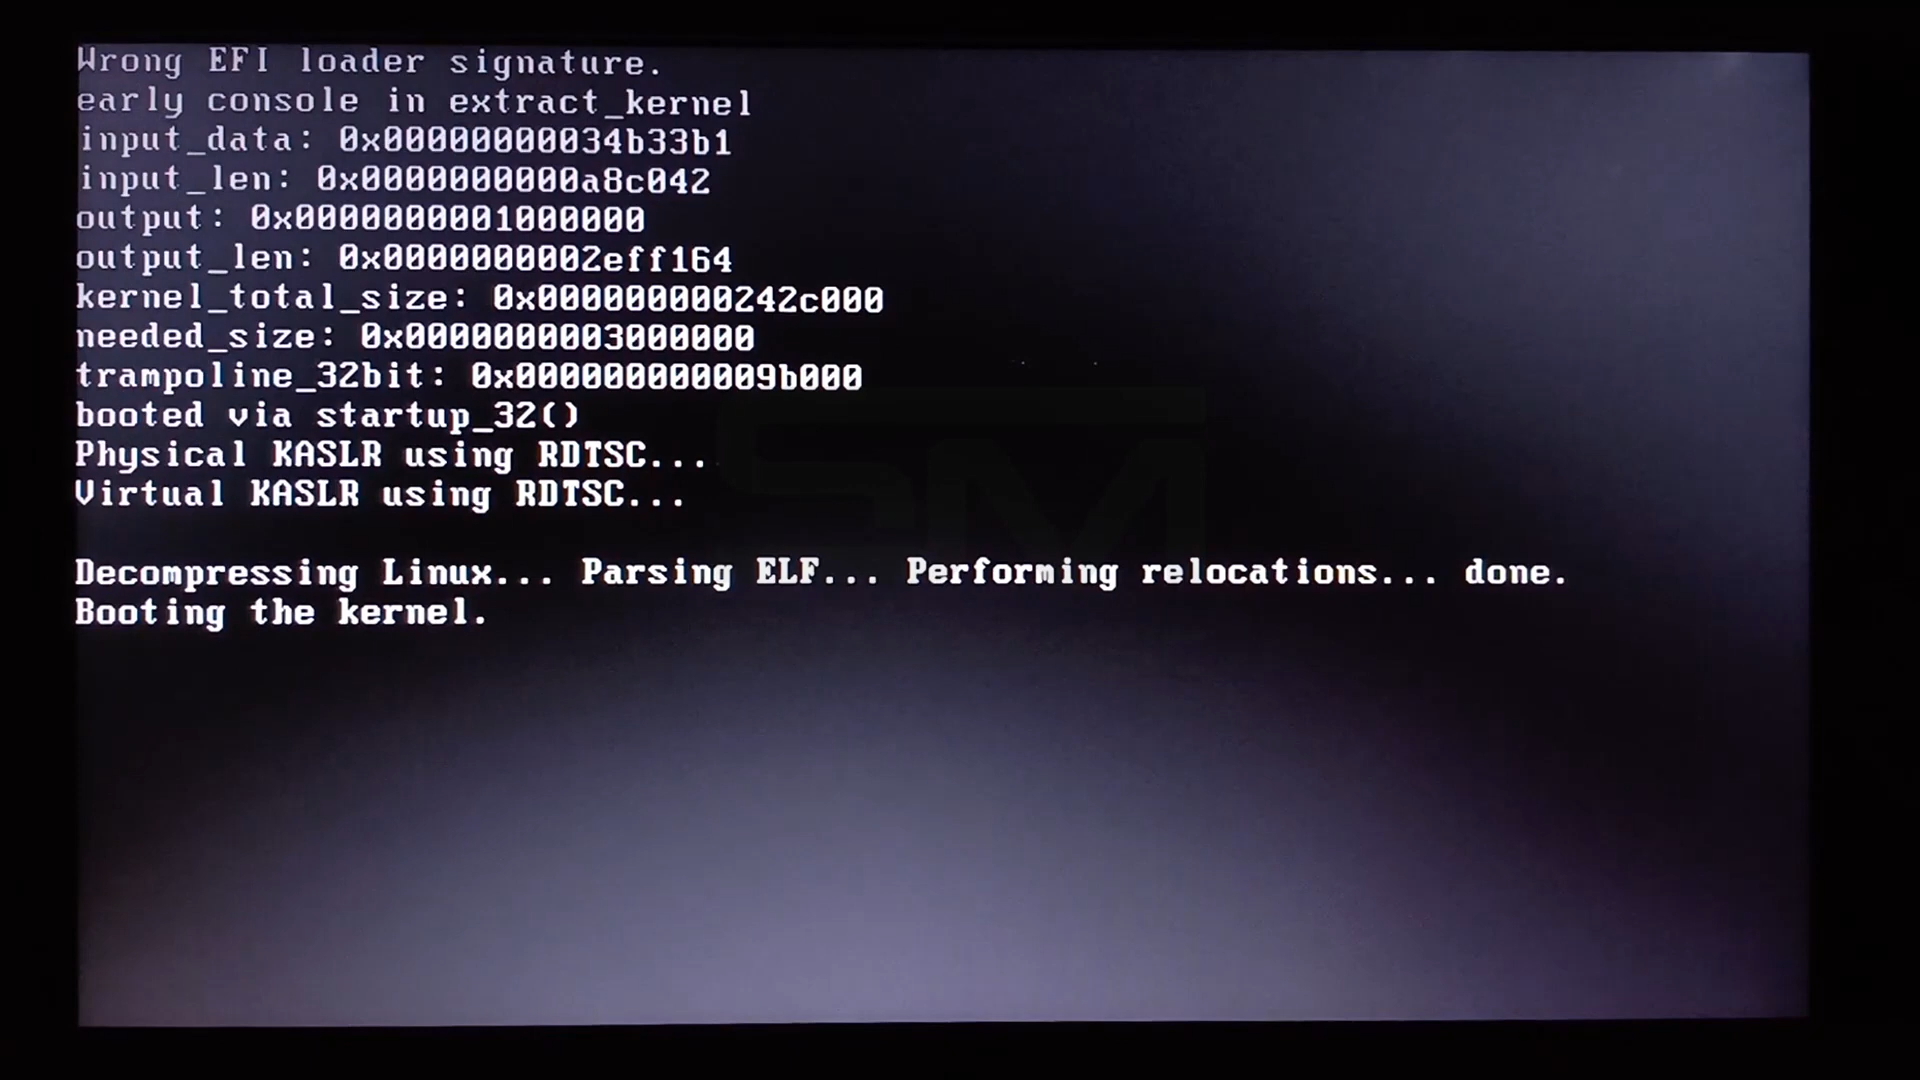 Wrong EFI loader signature.
early console in extract_kernel
input_data: 0x00000000034b33b1
input_len: 0x0000000000a8c042
output: 0x0000000001000000
output_len: 0x0000000002eff164
kernel_total_size: 0x000000000242c000
needed_size: 0x0000000003000000
trampoline_32bit: 0x000000000009b000
booted via startup_32()
Physical KASLR using RDTSC...
Virtual KASLR using RDTSC...
Decompressing Linux... Parsing ELF... Performing relocations... done.
Booting the kernel.
SM